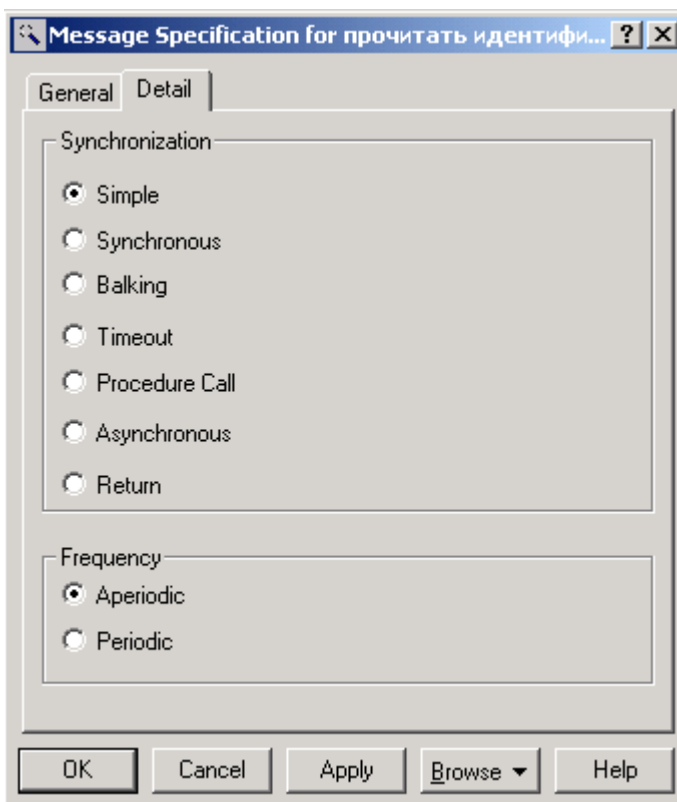 Message Specification for прочитать идентифи...
General Detail
Synchronization
Simple
Synchronous
Balking
Timeout
Procedure Call
Asynchronous
Return
Frequency
Aperiodic
Periodic
OK Cancel Apply Browse Help